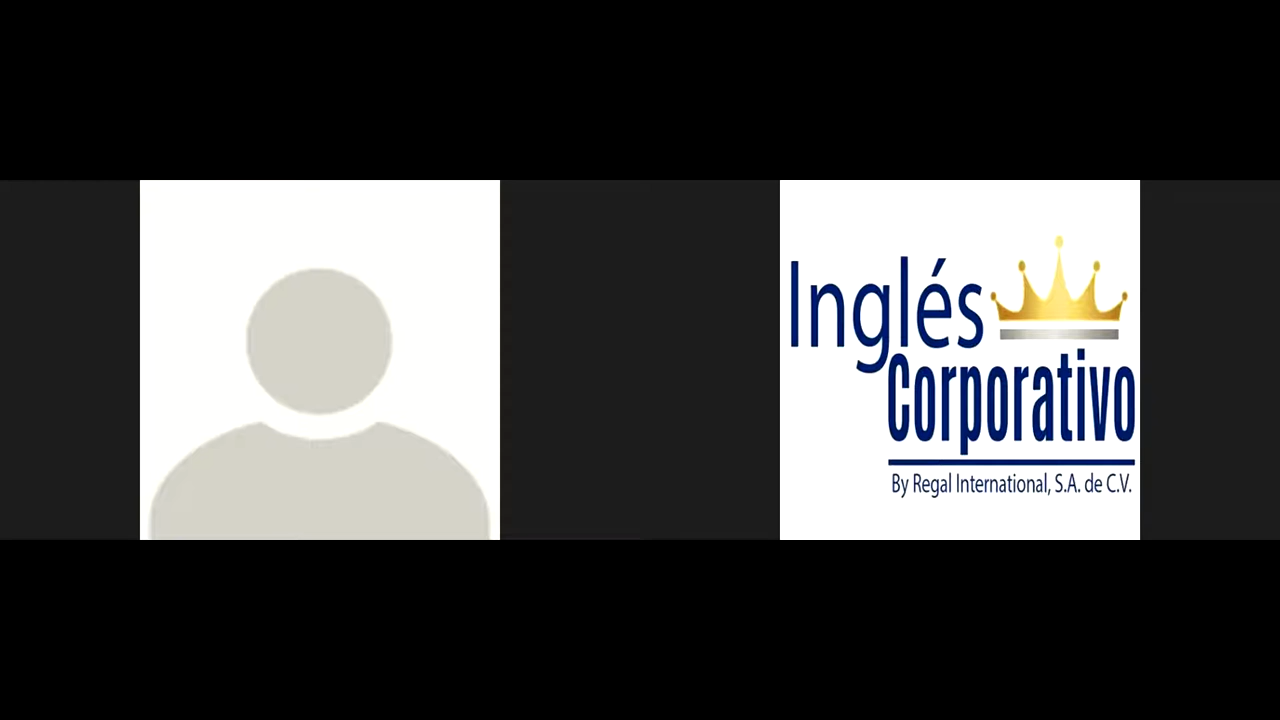 Inglés
Corporativo
By Regal International, S.A. de C.V.